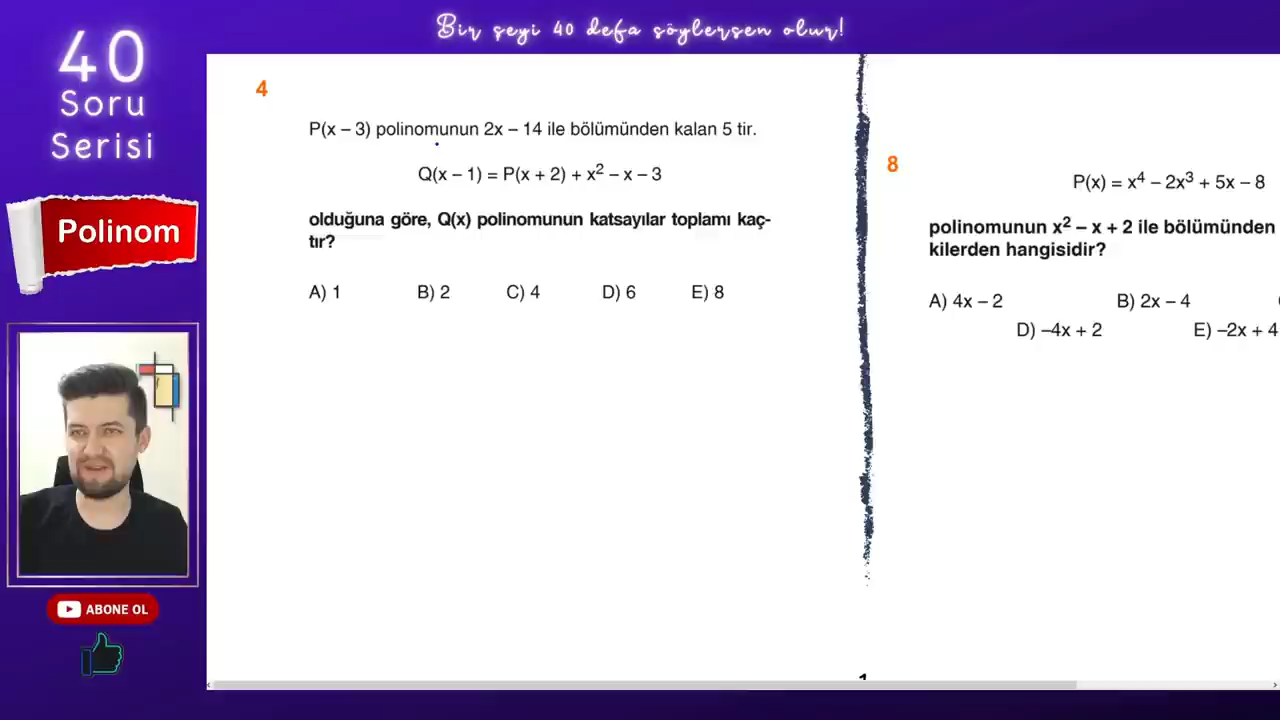 Bir şeyi 40 defa söylersen olur!
40
Soru
Serisi
Polinom
ABONE OL
4
P(x – 3) polinomunun 2x – 14 ile bölümünden kalan 5 tir.
Q(x – 1) = P(x + 2) + x² – x – 3
olduğuna göre, Q(x) polinomunun katsayılar toplamı kaç-
tır?
A) 1 B) 2 C) 4 D) 6 E) 8
8
P(x) = x⁴ – 2x³ + 5x – 8
polinomunun x² – x + 2 ile bölümünden
kilerden hangisidir?
A) 4x – 2 B) 2x – 4
D) –4x + 2 E) –2x + 4